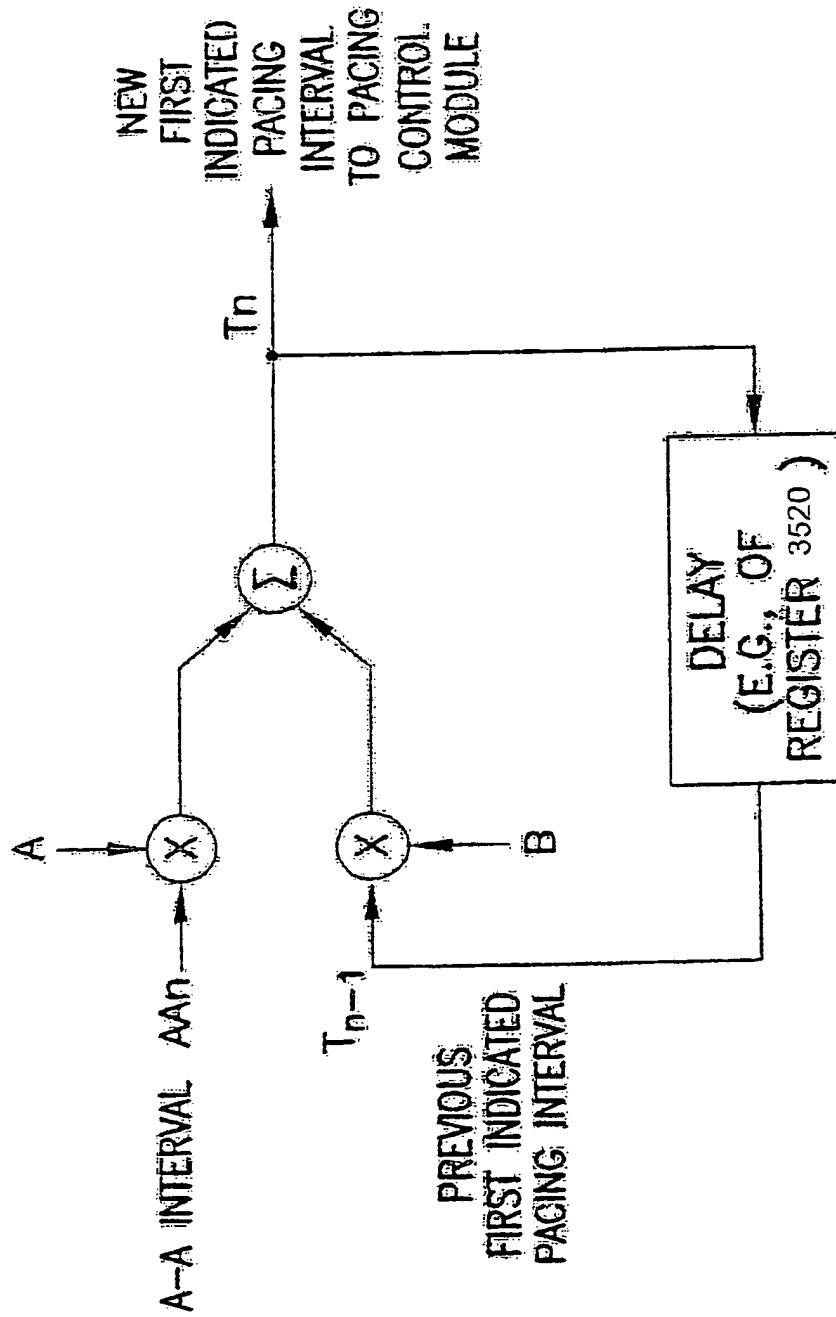 A
A-A INTERVAL AAn
X
Σ
Tn
NEW
FIRST
INDICATED
PACING
INTERVAL
TO PACING
CONTROL
MODULE
Tn-1
X
B
PREVIOUS
FIRST INDICATED
PACING INTERVAL
DELAY
(E.G., OF
REGISTER 3520)